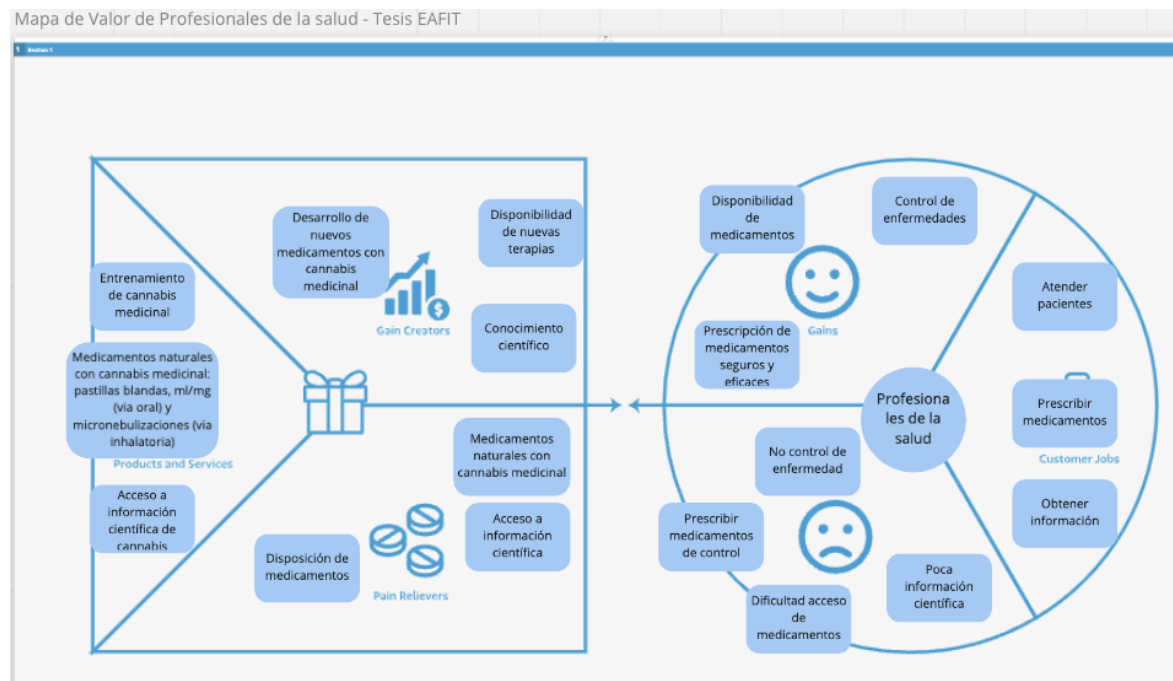 Mapa de Valor de Profesionales de la salud - Tesis EAFIT
1 Section 1
Desarrollo de
nuevos
medicamentos con
cannabis
medicinal
Disponibilidad
de nuevas
terapias
Gain Creators
Conocimiento
científico
Entrenamiento
de cannabis
medicinal
Medicamentos naturales
con cannabis medicinal:
pastillas blandas, ml/mg
(via oral) y
micronebulizaciones (via
inhalatoria)
Products and Services
Acceso a
información
científica de
cannabis
Medicamentos
naturales con
cannabis medicinal
Acceso a
información
científica
Disposición de
medicamentos
Pain Relievers
Disponibilidad
de
medicamentos
Control de
enfermedades
Gains
Prescripción de
medicamentos
seguros y
eficaces
Profesiona
les de la
salud
Atender
pacientes
Prescribir
medicamentos
Customer Jobs
Obtener
información
No control de
enfermedad
Prescribir
medicamentos
de control
Poca
información
científica
Dificultad acceso
de
medicamentos